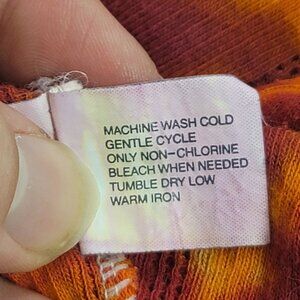 MACHINE WASH COLD
GENTLE CYCLE
ONLY NON-CHLORINE
BLEACH WHEN NEEDED
TUMBLE DRY LOW
WARM IRON